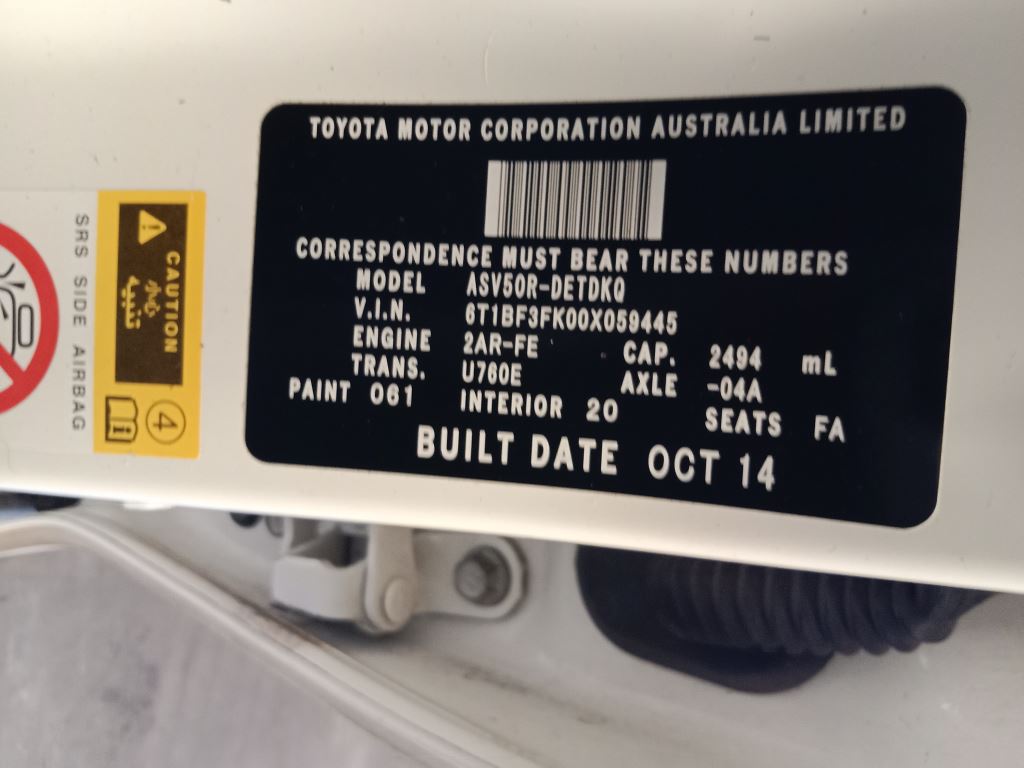 TOYOTA MOTOR CORPORATION AUSTRALIA LIMITED
CORRESPONDENCE MUST BEAR THESE NUMBERS
MODEL ASV50R-DETDKQ
V.I.N. 6T1BF3FK00X059445
ENGINE 2AR-FE CAP. 2494 mL
TRANS. U760E AXLE -04A
PAINT 061 INTERIOR 20 SEATS FA
BUILT DATE OCT 14
CAUTION
تنبيه
4
SRS SIDE AIRBAG